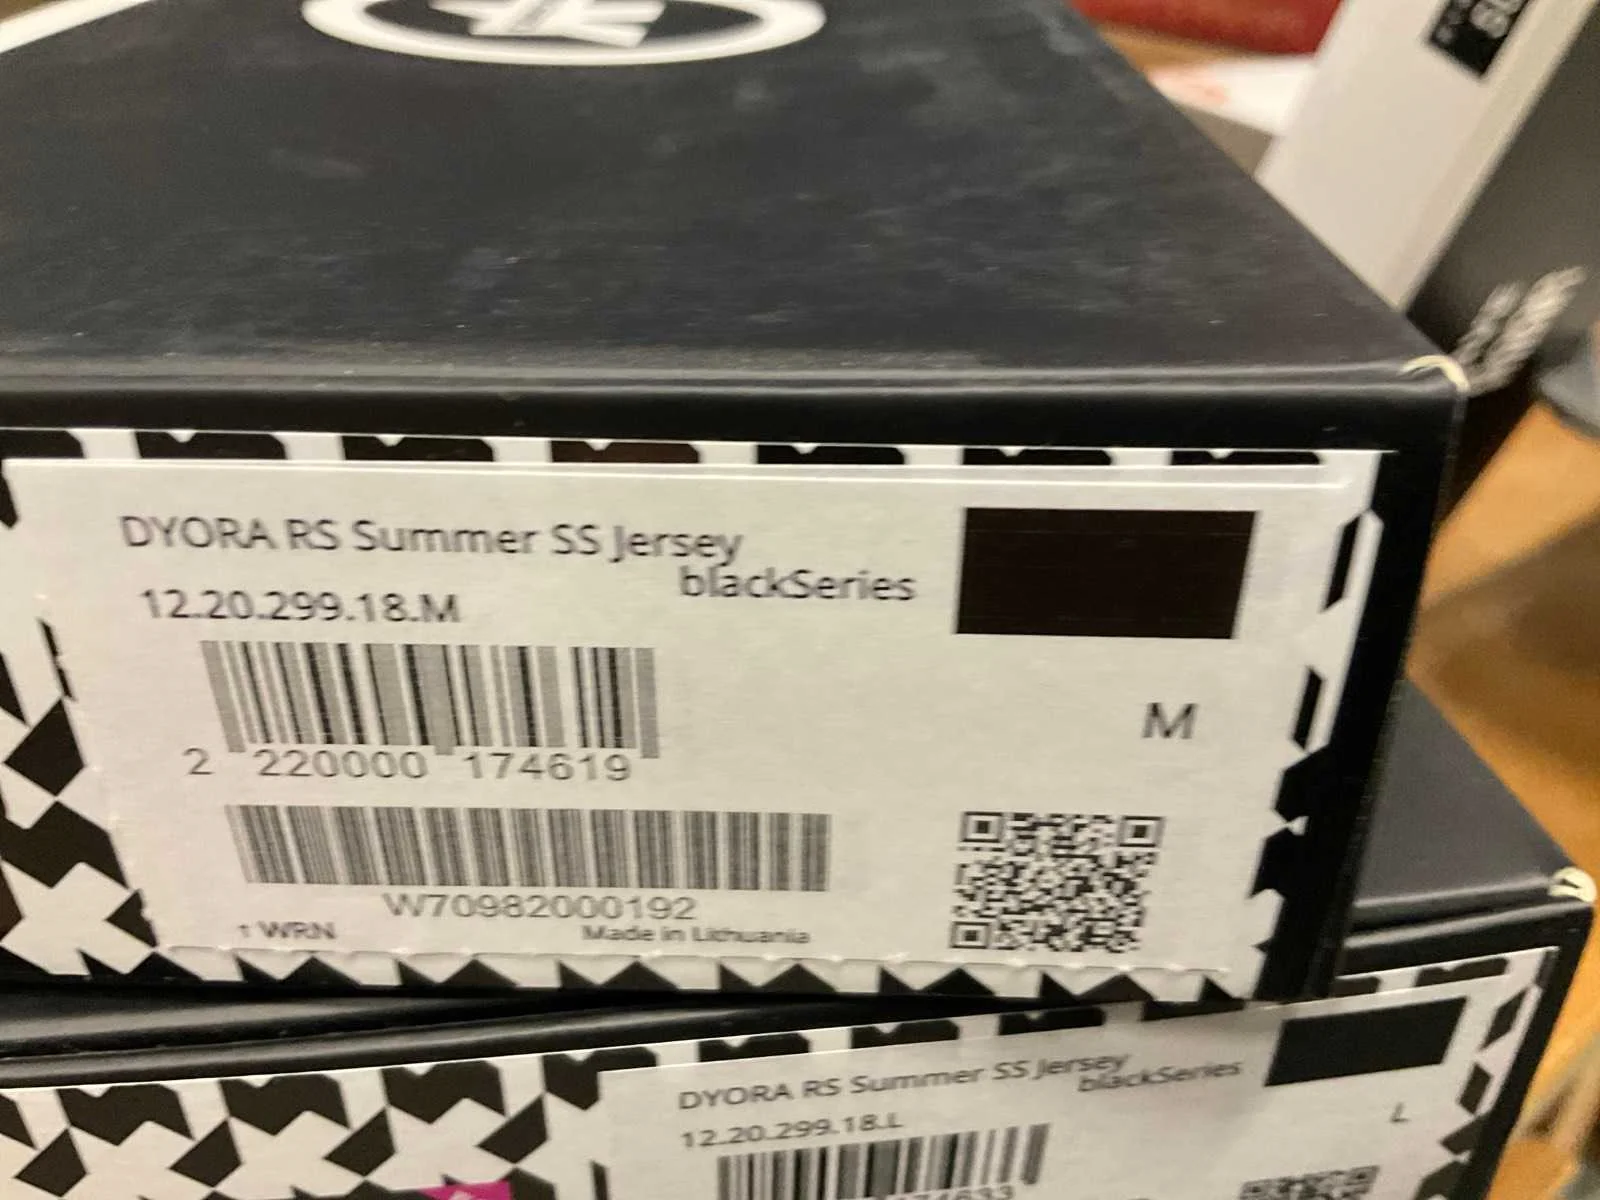 DYORA RS Summer SS Jersey
blackSeries
12.20.299.18.M
M
2 220000 174619
W70982000192
1 WRN
Made in Lithuania
DYORA RS Summer SS Jersey
blackSeries
12.20.299.18.L
L
174633